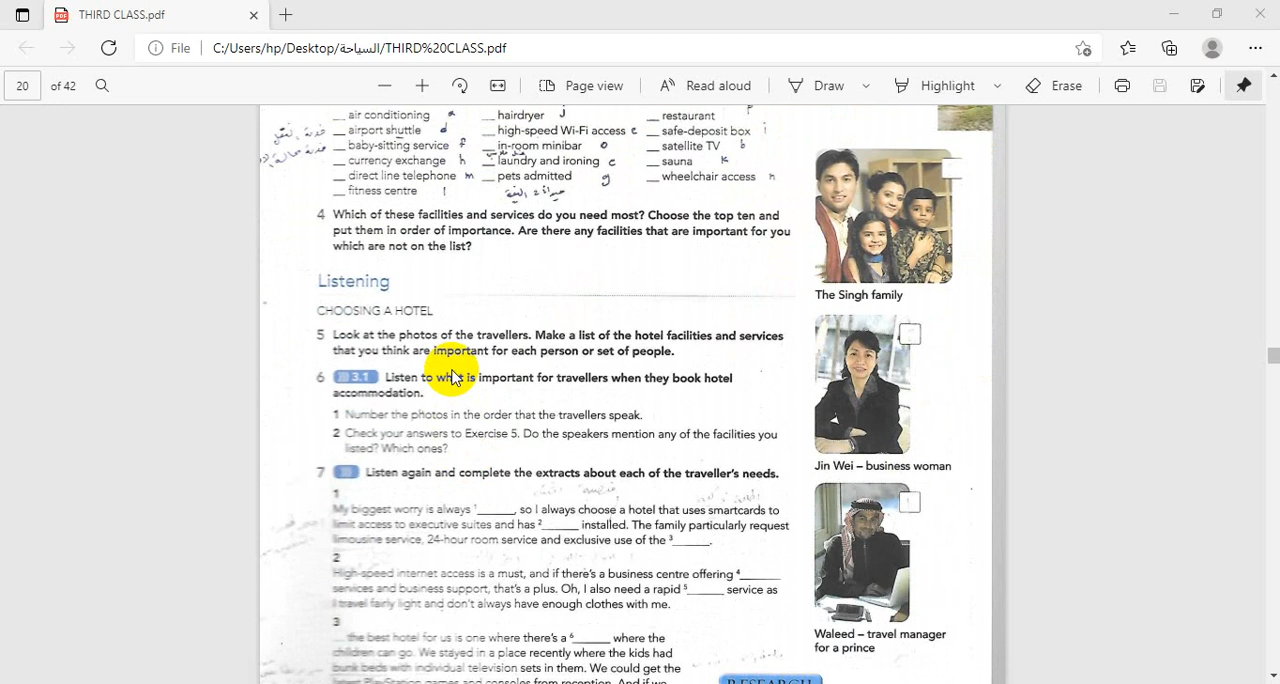 THIRD CLASS.pdf
File
C:/Users/hp/Desktop/السياحة/THIRD%20CLASS.pdf
20 of 42
Page view
Read aloud
Draw
Highlight
Erase
__ air conditioning a
__ hairdryer j
__ restaurant p
__ airport shuttle d
__ high-speed Wi-Fi access e
__ safe-deposit box i
__ baby-sitting service f
__ in-room minibar o
__ satellite TV b
__ currency exchange h
__ laundry and ironing c
__ sauna k
__ direct line telephone m
__ pets admitted g
__ wheelchair access n
__ fitness centre l
4 Which of these facilities and services do you need most? Choose the top ten and
put them in order of importance. Are there any facilities that are important for you
which are not on the list?
Listening
CHOOSING A HOTEL
5 Look at the photos of the travellers. Make a list of the hotel facilities and services
that you think are important for each person or set of people.
6 3.1 Listen to what is important for travellers when they book hotel
accommodation.
1 Number the photos in the order that the travellers speak.
2 Check your answers to Exercise 5. Do the speakers mention any of the facilities you
listed? Which ones?
7 Listen again and complete the extracts about each of the traveller's needs.
1
My biggest worry is always 1______, so I always choose a hotel that uses smartcards to
limit access to executive suites and has 2______ installed. The family particularly request
limousine service, 24-hour room service and exclusive use of the 3______.
2
High-speed internet access is a must, and if there's a business centre offering 4______
services and business support, that's a plus. Oh, I also need a rapid 5______ service as
I travel fairly light and don't always have enough clothes with me.
3
... the best hotel for us is one where there's a 6______ where the
children can go. We stayed in a place recently where the kids had
bunk beds with individual television sets in them. We could get the
latest PlayStation games and consoles from reception. And if we
The Singh family
Jin Wei – business woman
Waleed – travel manager
for a prince
RESEARCH